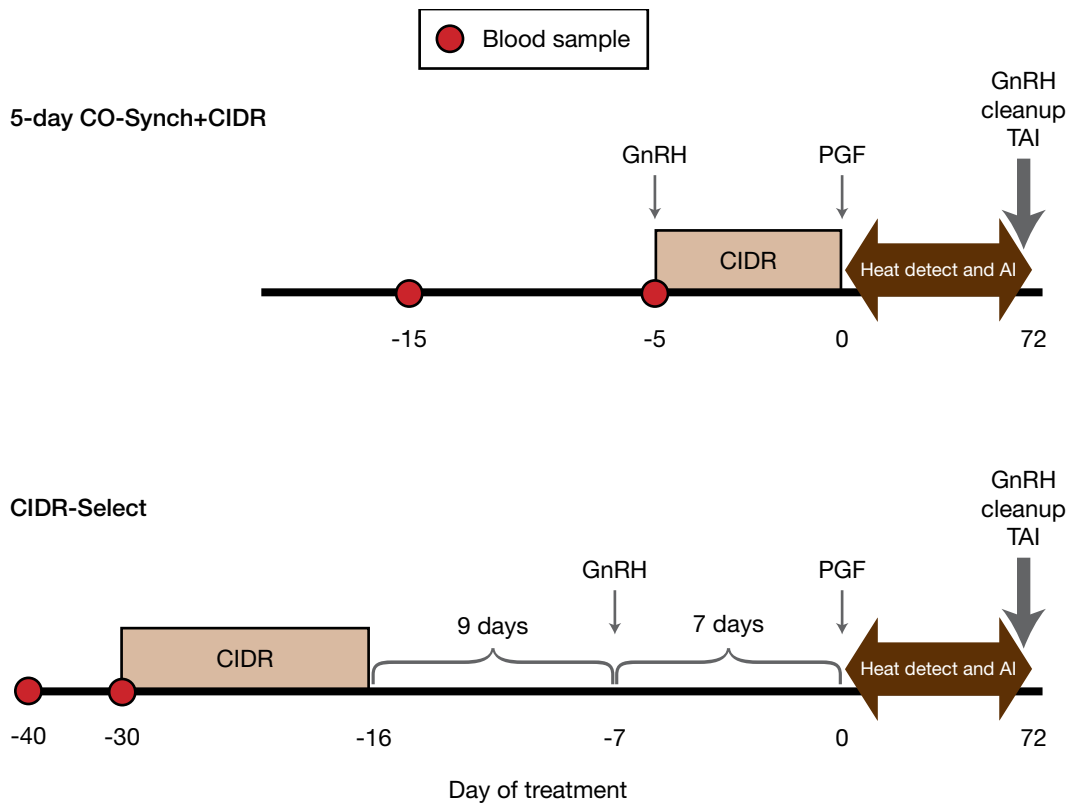 Blood sample
5-day CO-Synch+CIDR
GnRH
cleanup
TAI
GnRH
PGF
CIDR
Heat detect and AI
-15
-5
0
72
CIDR-Select
GnRH
cleanup
TAI
GnRH
PGF
9 days
7 days
CIDR
Heat detect and AI
-40
-30
-16
-7
0
72
Day of treatment